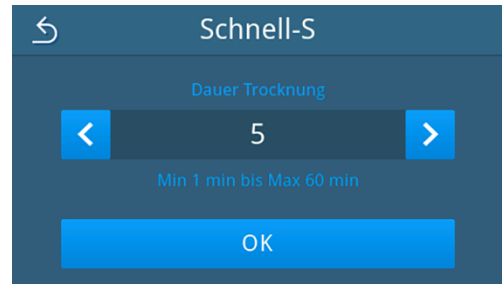 Schnell-S
Dauer Trocknung
5
Min 1 min bis Max 60 min
OK